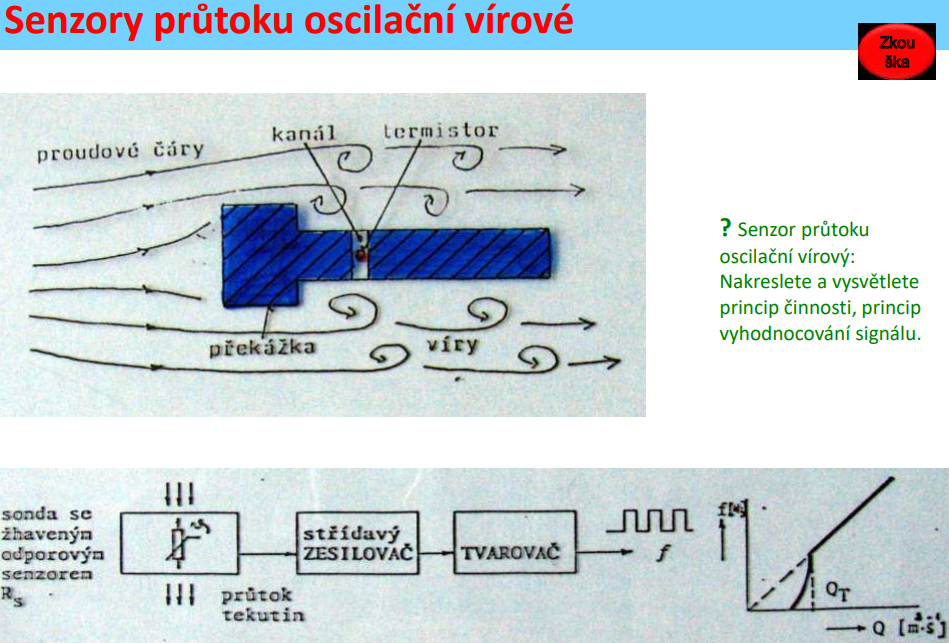 Senzory průtoku oscilační vírové
Zkou
ška
kanál
termistor
proudové čáry
překážka
víry
? Senzor průtoku
oscilační vírový:
Nakreslete a vysvětlete
princip činnosti, princip
vyhodnocování signálu.
sonda se
žhaveným
odporovým
senzorem
Rs
průtok
tekutin
střídavý
ZESILOVAČ
TVAROVAČ
f
QT
Q